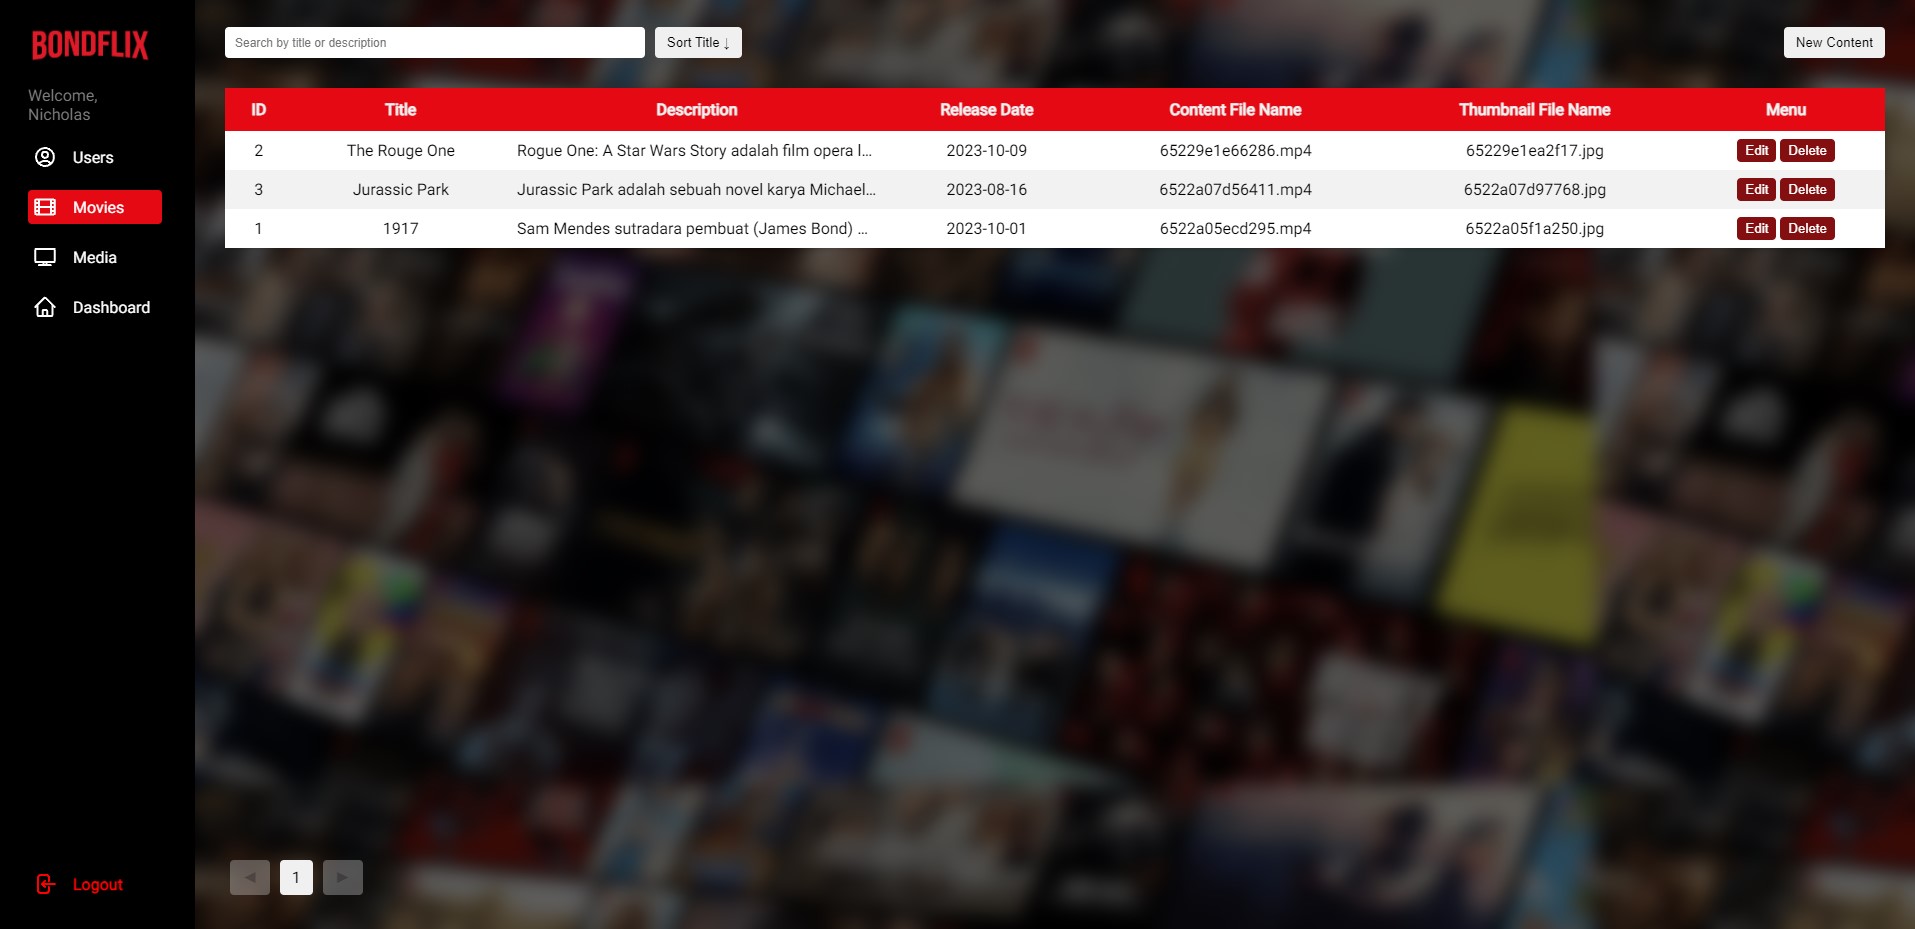 BONDFLIX
Welcome,
Nicholas
Users
Movies
Media
Dashboard
Logout
Search by title or description
Sort Title ↓
New Content
ID Title Description Release Date Content File Name Thumbnail File Name Menu
2 The Rouge One Rogue One: A Star Wars Story adalah film opera l... 2023-10-09 65229e1e66286.mp4 65229e1ea2f17.jpg Edit Delete
3 Jurassic Park Jurassic Park adalah sebuah novel karya Michael... 2023-08-16 6522a07d56411.mp4 6522a07d97768.jpg Edit Delete
1 1917 Sam Mendes sutradara pembuat (James Bond) ... 2023-10-01 6522a05ecd295.mp4 6522a05f1a250.jpg Edit Delete
◄ 1 ►